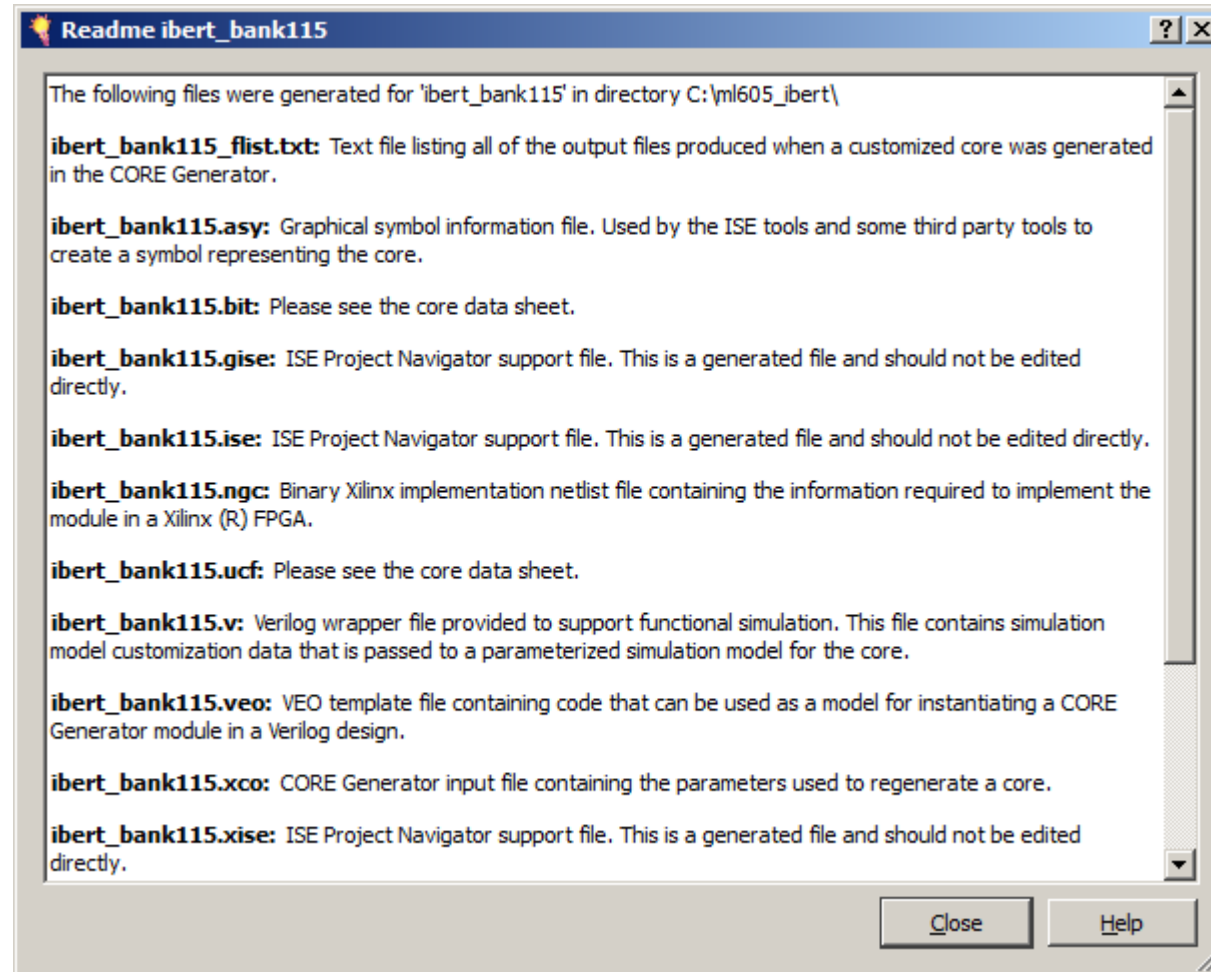 Readme ibert_bank115
The following files were generated for 'ibert_bank115' in directory C:\ml605_ibert\
ibert_bank115_flist.txt: Text file listing all of the output files produced when a customized core was generated
in the CORE Generator.
ibert_bank115.asy: Graphical symbol information file. Used by the ISE tools and some third party tools to
create a symbol representing the core.
ibert_bank115.bit: Please see the core data sheet.
ibert_bank115.gise: ISE Project Navigator support file. This is a generated file and should not be edited
directly.
ibert_bank115.ise: ISE Project Navigator support file. This is a generated file and should not be edited directly.
ibert_bank115.ngc: Binary Xilinx implementation netlist file containing the information required to implement the
module in a Xilinx (R) FPGA.
ibert_bank115.ucf: Please see the core data sheet.
ibert_bank115.v: Verilog wrapper file provided to support functional simulation. This file contains simulation
model customization data that is passed to a parameterized simulation model for the core.
ibert_bank115.veo: VEO template file containing code that can be used as a model for instantiating a CORE
Generator module in a Verilog design.
ibert_bank115.xco: CORE Generator input file containing the parameters used to regenerate a core.
ibert_bank115.xise: ISE Project Navigator support file. This is a generated file and should not be edited
directly.
Close Help